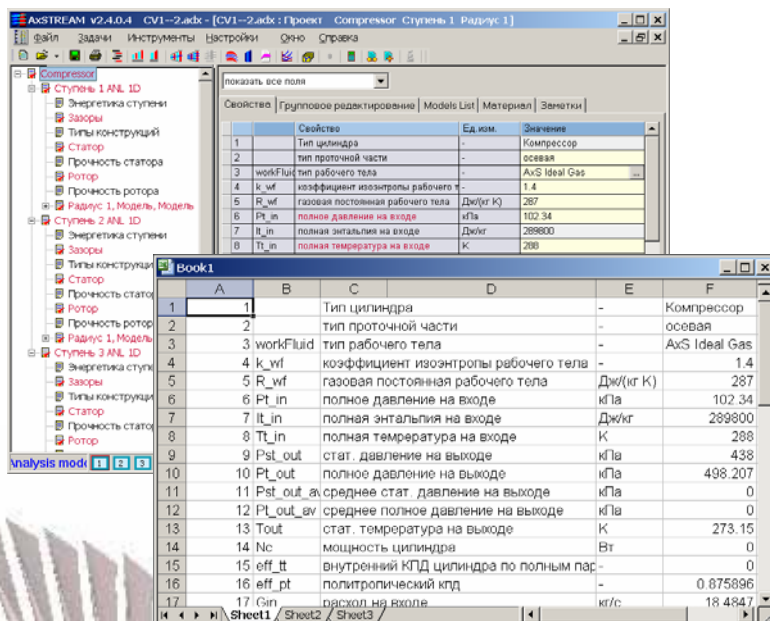 AxSTREAM v2.4.0.4 CV1--2.adx - [CV1--2.adx : Проект Compressor Ступень 1 Радиус 1]
Файл Задачи Инструменты Настройки Окно Справка
Compressor
Ступень 1 ANL 1D
Энергетика ступени
Зазоры
Типы конструкций
Статор
Прочность статора
Ротор
Прочность ротора
Радиус 1, Модель, Модель
Ступень 2 ANL 1D
Энергетика ступени
Зазоры
Типы конструкци
Статор
Прочность статор
Ротор
Прочность ротор
Радиус 1, Модель
Ступень 3 ANL 1D
Энергетика ступе
Зазоры
Типы конструкци
Статор
Прочность статор
Ротор
Analysis mode 1 2 3
показать все поля
Свойства Групповое редактирование Models List Материал Заметки
Свойство Ед.изм. Значение
1 Тип цилиндра - Компрессор
2 тип проточной части - осевая
3 workFluid тип рабочего тела - AxS Ideal Gas ...
4 k_wf коэффициент изоэнтропы рабочего т - 1.4
5 R_wf газовая постоянная рабочего тела Дж/(кг К) 287
6 Pt_in полное давление на входе кПа 102.34
7 It_in полная энтальпия на входе Дж/кг 289800
8 Tt_in полная темрература на входе К 288
Book1
A B C D E F
1 1 Тип цилиндра - Компрессор
2 2 тип проточной части - осевая
3 3 workFluid тип рабочего тела - AxS Ideal Gas
4 4 k_wf коэффициент изоэнтропы рабочего тела - 1.4
5 5 R_wf газовая постоянная рабочего тела Дж/(кг К) 287
6 6 Pt_in полное давление на входе кПа 102.34
7 7 It_in полная энтальпия на входе Дж/кг 289800
8 8 Tt_in полная темрература на входе К 288
9 9 Pst_out стат. давление на выходе кПа 438
10 10 Pt_out полное давление на выходе кПа 498.207
11 11 Pst_out_av среднее стат. давление на выходе кПа 0
12 12 Pt_out_av среднее полное давление на выходе кПа 0
13 13 Tout стат. темрература на выходе К 273.15
14 14 Nc мощность цилиндра Вт 0
15 15 eff_tt внутренний КПД цилиндра по полным пар - 0
16 16 eff_pt политропический кпд - 0.875896
17 17 Gin расход на входе кг/с 18.4847
Sheet1 Sheet2 Sheet3